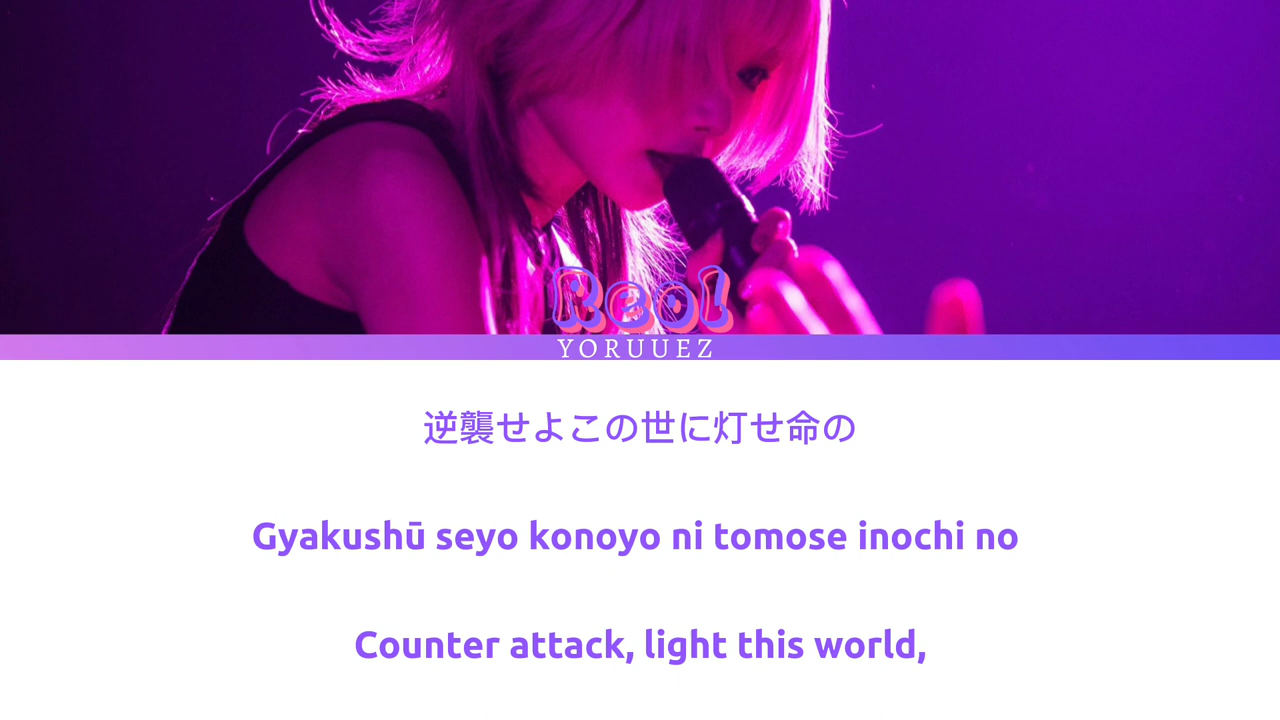 Reol
YORUUEZ
逆襲せよこの世に灯せ命の
Gyakushū seyo konoyo ni tomose inochi no
Counter attack, light this world,